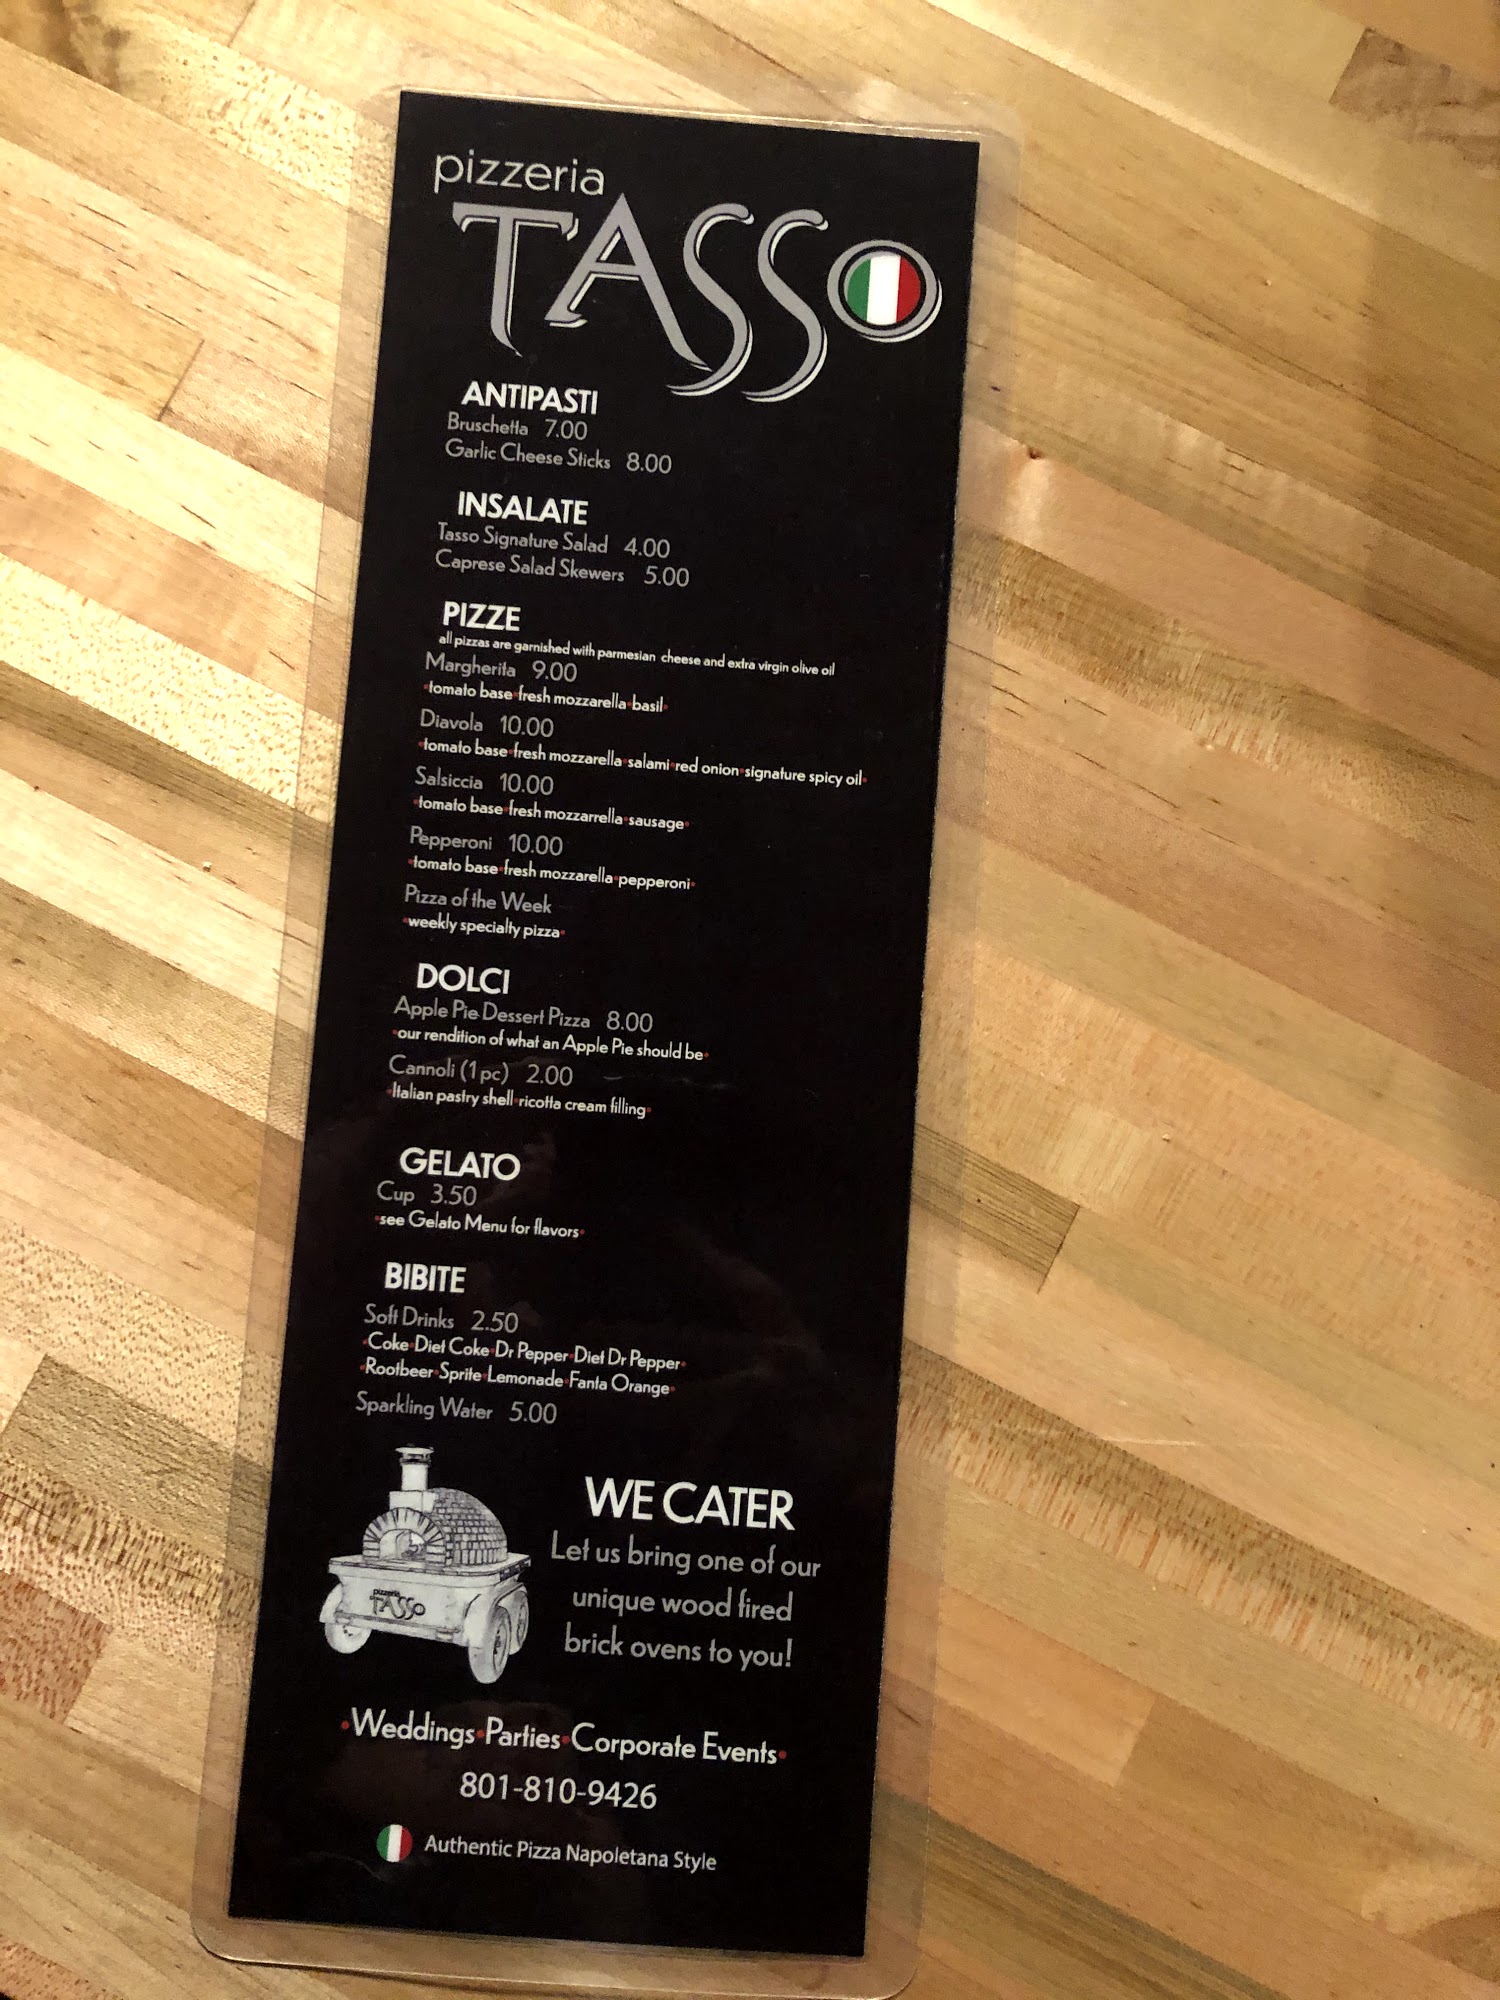 pizzeria
TASSO
ANTIPASTI
Bruschetta 7.00
Garlic Cheese Sticks 8.00
INSALATE
Tasso Signature Salad 4.00
Caprese Salad Skewers 5.00
PIZZE
all pizzas are garnished with parmesian cheese and extra virgin olive oil
Margherita 9.00
•tomato base•fresh mozzarella•basil•
Diavola 10.00
•tomato base•fresh mozzarella•salami•red onion•signature spicy oil•
Salsiccia 10.00
•tomato base•fresh mozzarrella•sausage•
Pepperoni 10.00
•tomato base•fresh mozzarella•pepperoni•
Pizza of the Week
•weekly specialty pizza•
DOLCI
Apple Pie Dessert Pizza 8.00
•our rendition of what an Apple Pie should be•
Cannoli (1 pc) 2.00
•Italian pastry shell•ricotta cream filling•
GELATO
Cup 3.50
•see Gelato Menu for flavors•
BIBITE
Soft Drinks 2.50
•Coke•Diet Coke•Dr Pepper•Diet Dr Pepper•
•Rootbeer•Sprite•Lemonade•Fanta Orange•
Sparkling Water 5.00
pizzeria
TASSO
WE CATER
Let us bring one of our
unique wood fired
brick ovens to you!
•Weddings•Parties•Corporate Events•
801-810-9426
Authentic Pizza Napoletana Style